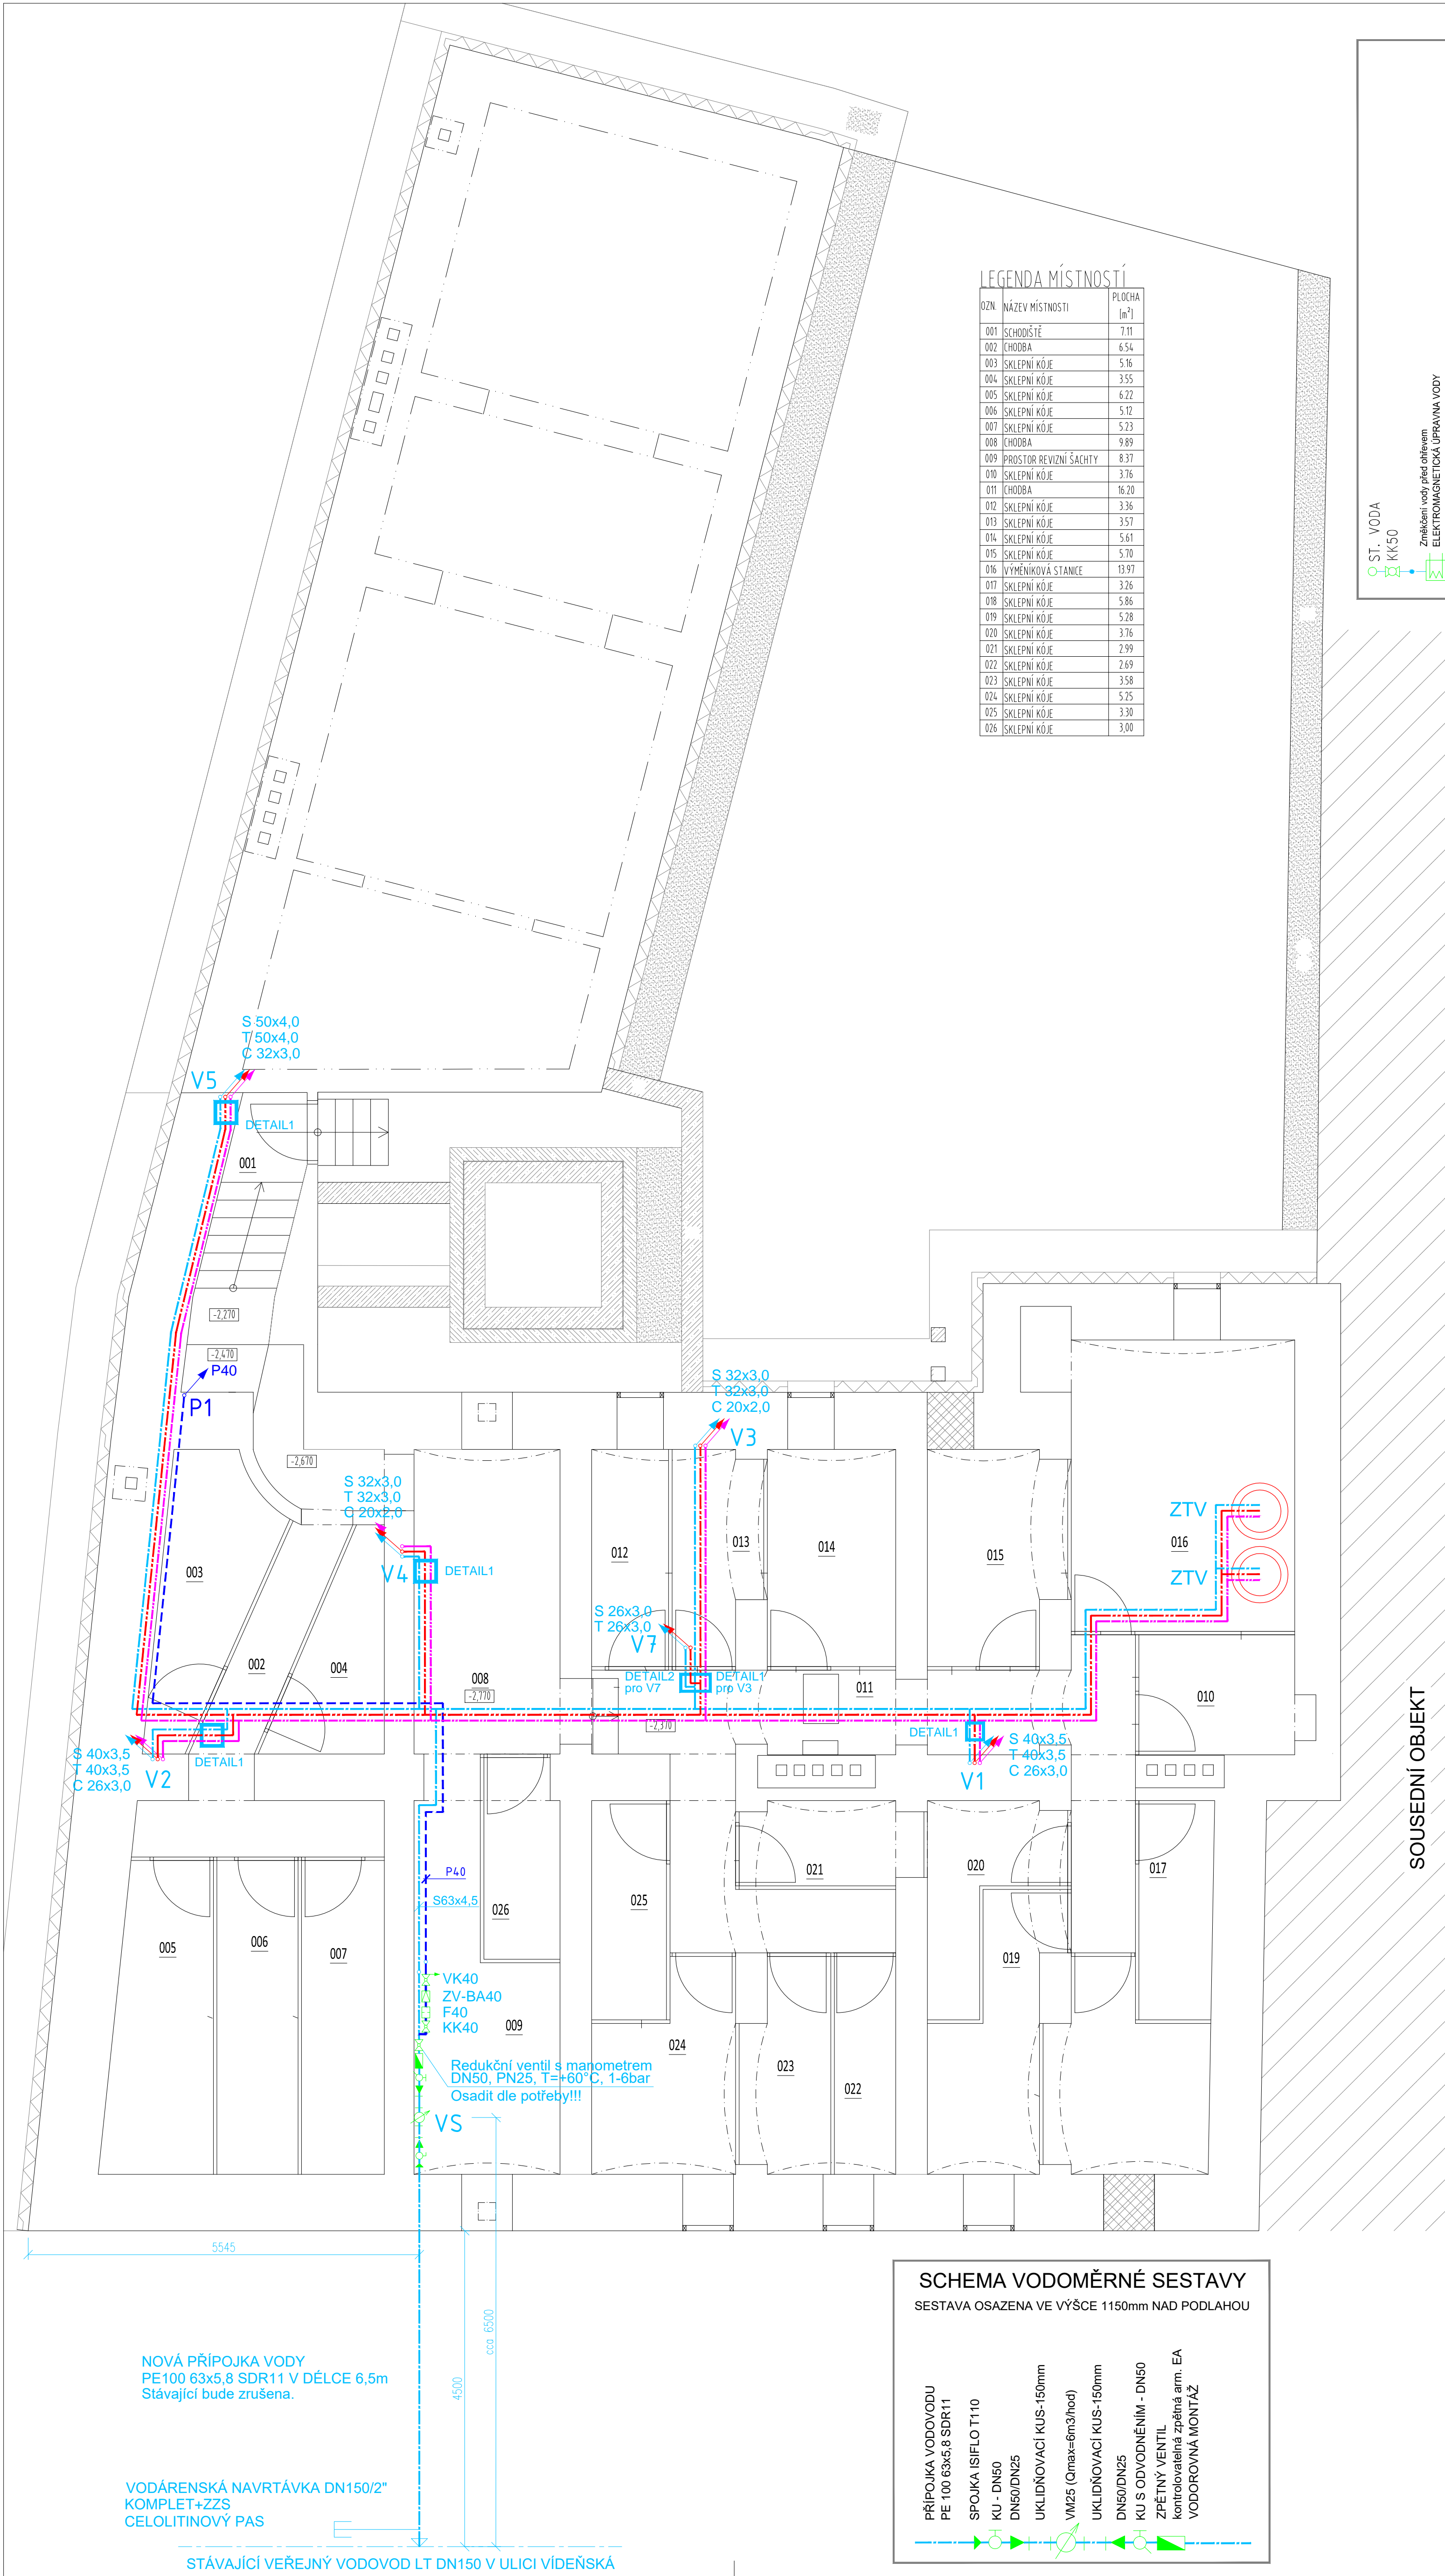 LEGENDA MÍSTNOSTÍ
OZN. NÁZEV MÍSTNOSTI PLOCHA [m²]
001 SCHODIŠTĚ 7.11
002 CHODBA 6.54
003 SKLEPNÍ KÓJE 5.16
004 SKLEPNÍ KÓJE 3.55
005 SKLEPNÍ KÓJE 6.22
006 SKLEPNÍ KÓJE 5.12
007 SKLEPNÍ KÓJE 5.23
008 CHODBA 9.89
009 PROSTOR REVIZNÍ ŠACHTY 8.37
010 SKLEPNÍ KÓJE 3.76
011 CHODBA 16.20
012 SKLEPNÍ KÓJE 3.36
013 SKLEPNÍ KÓJE 3.57
014 SKLEPNÍ KÓJE 5.61
015 SKLEPNÍ KÓJE 5.70
016 VÝMĚNÍKOVÁ STANICE 13.97
017 SKLEPNÍ KÓJE 3.26
018 SKLEPNÍ KÓJE 5.86
019 SKLEPNÍ KÓJE 5.28
020 SKLEPNÍ KÓJE 3.76
021 SKLEPNÍ KÓJE 2.99
022 SKLEPNÍ KÓJE 2.69
023 SKLEPNÍ KÓJE 3.58
024 SKLEPNÍ KÓJE 5.25
025 SKLEPNÍ KÓJE 3.30
026 SKLEPNÍ KÓJE 3,00
ST. VODA
KK50
Změkčení vody před ohřevem
ELEKTROMAGNETICKÁ ÚPRAVNA VODY
S 50x4,0
T 50x4,0
C 32x3,0
V5
DETAIL1
001
-2,270
-2,470
P40
P1
-2,670
S 32x3,0
T 32x3,0
C 20x2,0
V3
S 32x3,0
T 32x3,0
C 20x2,0
V4
DETAIL1
ZTV
ZTV
016
003
012
013
014
015
S 26x3,0
T 26x3,0
V7
002
004
008
-2,770
DETAIL2
pro V7
DETAIL1
pro V3
011
010
-2,370
DETAIL1
S 40x3,5
T 40x3,5
C 26x3,0
V1
S 40x3,5
T 40x3,5
C 26x3,0
V2
DETAIL1
SOUSEDNÍ OBJEKT
P40
S63x4,5
026
025
021
020
017
005
006
007
019
VK40
ZV-BA40
F40
KK40
009
024
023
022
Redukční ventil s manometrem
DN50, PN25, T=+60°C, 1-6bar
Osadit dle potřeby!!!
VS
5545
cca 6500
4500
NOVÁ PŘÍPOJKA VODY
PE100 63x5,8 SDR11 V DÉLCE 6,5m
Stávající bude zrušena.
VODÁRENSKÁ NAVRTÁVKA DN150/2"
KOMPLET+ZZS
CELOLITINOVÝ PAS
STÁVAJÍCÍ VEŘEJNÝ VODOVOD LT DN150 V ULICI VÍDEŇSKÁ
SCHEMA VODOMĚRNÉ SESTAVY
SESTAVA OSAZENA VE VÝŠCE 1150mm NAD PODLAHOU
PŘÍPOJKA VODOVODU
PE 100 63x5,8 SDR11
SPOJKA ISIFLO T110
KU - DN50
DN50/DN25
UKLIDŇOVACÍ KUS-150mm
VM25 (Qmax=6m3/hod)
UKLIDŇOVACÍ KUS-150mm
DN50/DN25
KU S ODVODNĚNÍM - DN50
ZPĚTNÝ VENTIL
kontrolovatelná zpětná arm. EA
VODOROVNÁ MONTÁŽ